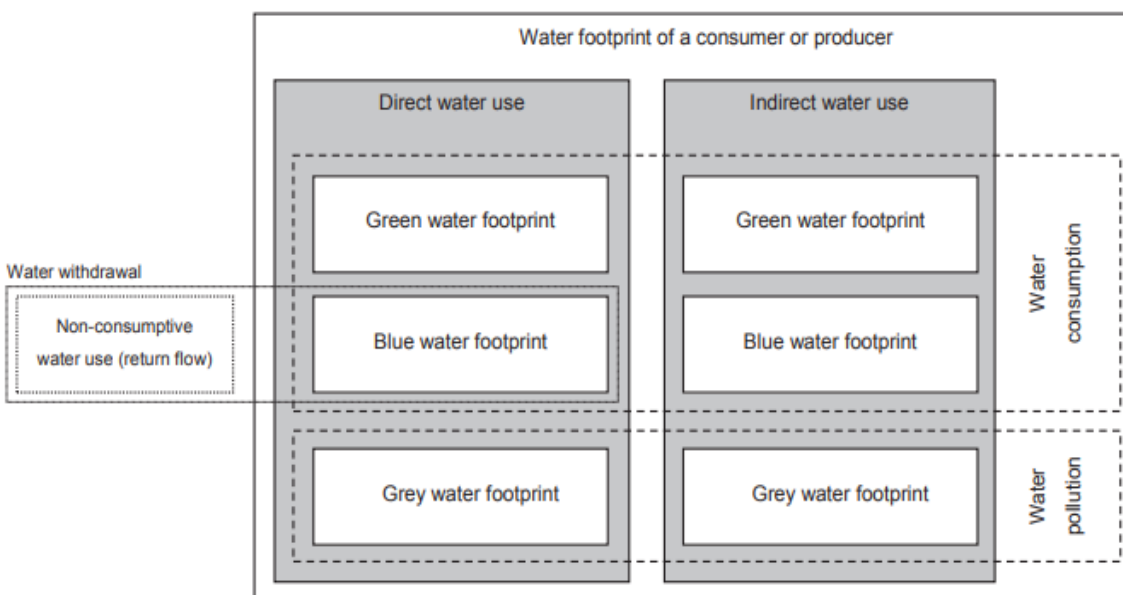 Water footprint of a consumer or producer
Direct water use
Indirect water use
Green water footprint
Green water footprint
Water withdrawal
Non-consumptive
water use (return flow)
Blue water footprint
Blue water footprint
Water
consumption
Grey water footprint
Grey water footprint
Water
pollution